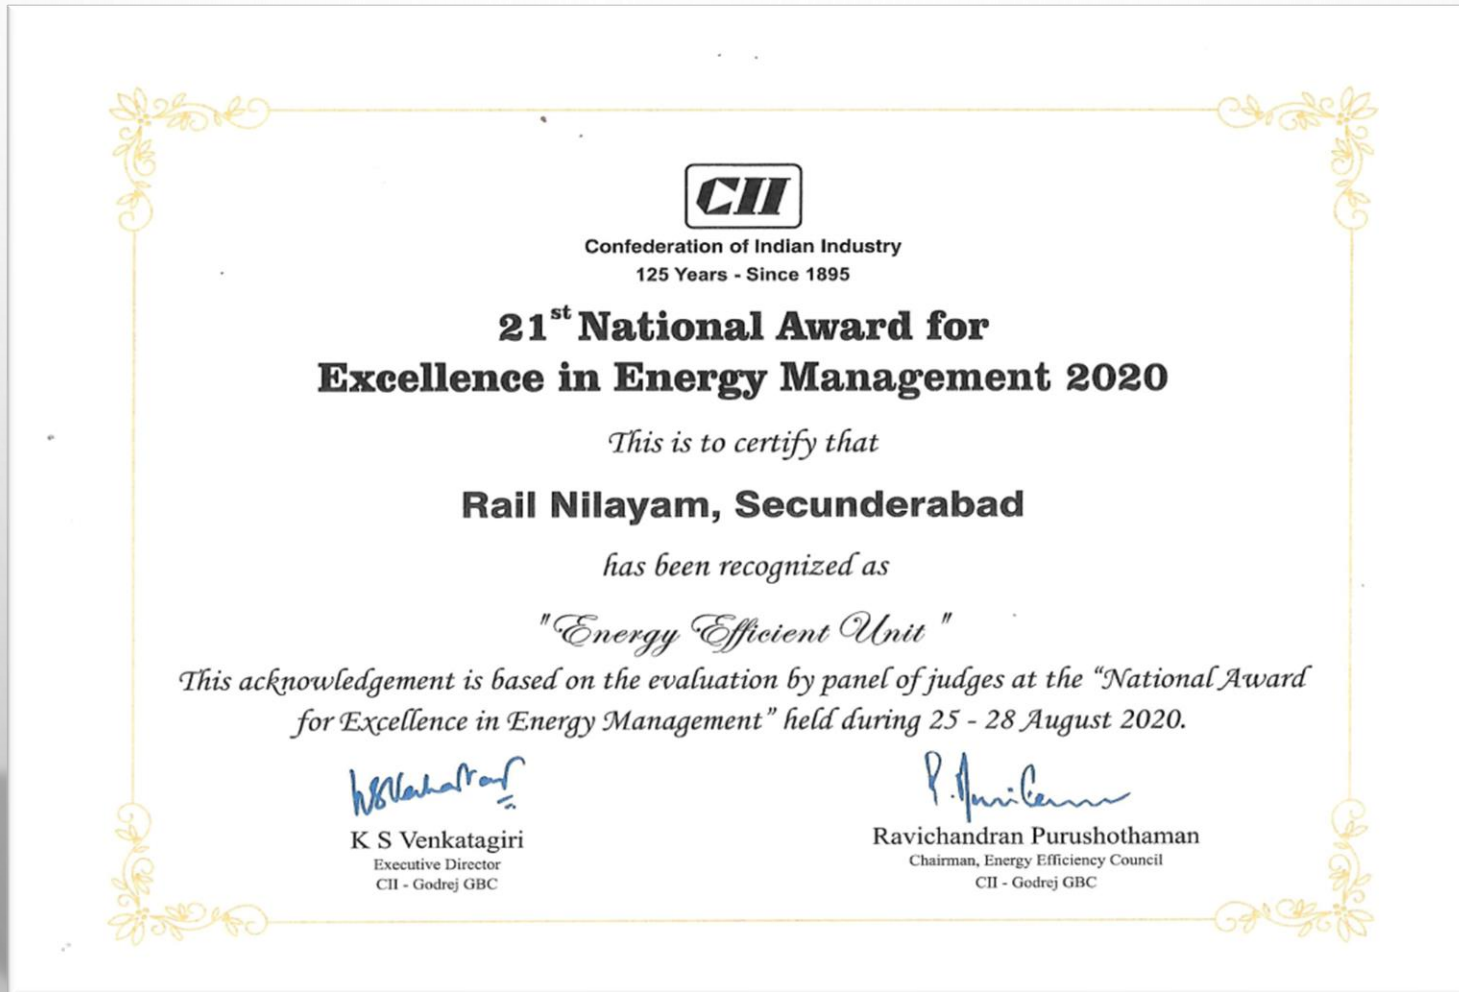 CII
Confederation of Indian Industry
125 Years - Since 1895
21st National Award for
Excellence in Energy Management 2020
This is to certify that
Rail Nilayam, Secunderabad
has been recognized as
"Energy Efficient Unit "
This acknowledgement is based on the evaluation by panel of judges at the “National Award
for Excellence in Energy Management” held during 25 - 28 August 2020.
K S Venkatagiri
Executive Director
CII - Godrej GBC
Ravichandran Purushothaman
Chairman, Energy Efficiency Council
CII - Godrej GBC